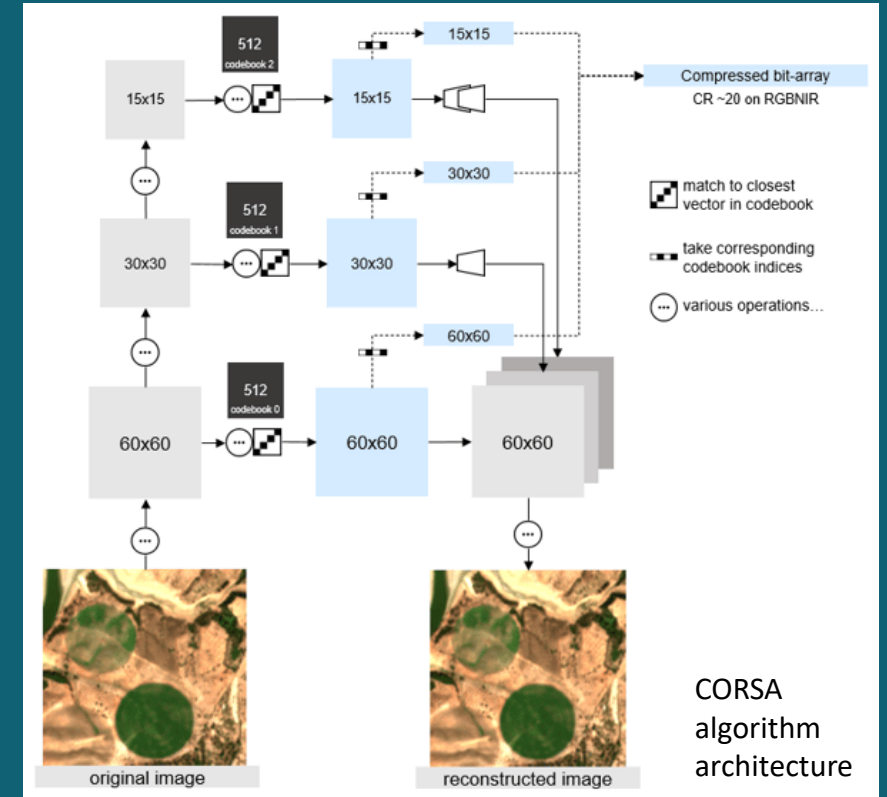 512
codebook 2
15x15
15x15
15x15
Compressed bit-array
CR ~20 on RGBNIR
...
...
512
codebook 1
30x30
30x30
30x30
...
...
match to closest
vector in codebook
take corresponding
codebook indices
...
various operations...
512
codebook 0
60x60
60x60
60x60
60x60
...
...
...
original image
reconstructed image
CORSA
algorithm
architecture